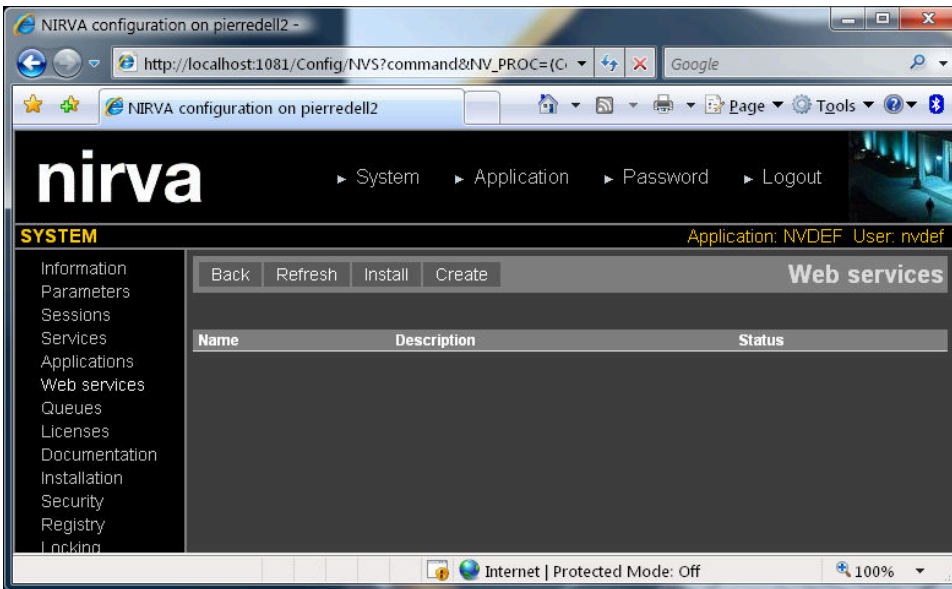 NIRVA configuration on pierredell2 -
http://localhost:1081/Config/NVS?command&NV_PROC=(C
Google
NIRVA configuration on pierredell2
Page
Tools
nirva
System Application Password Logout
SYSTEM
Application: NVDEF User: nvdef
Information
Parameters
Sessions
Services
Applications
Web services
Queues
Licenses
Documentation
Installation
Security
Registry
Locking
Back Refresh Install Create
Web services
Name Description Status
Internet | Protected Mode: Off
100%